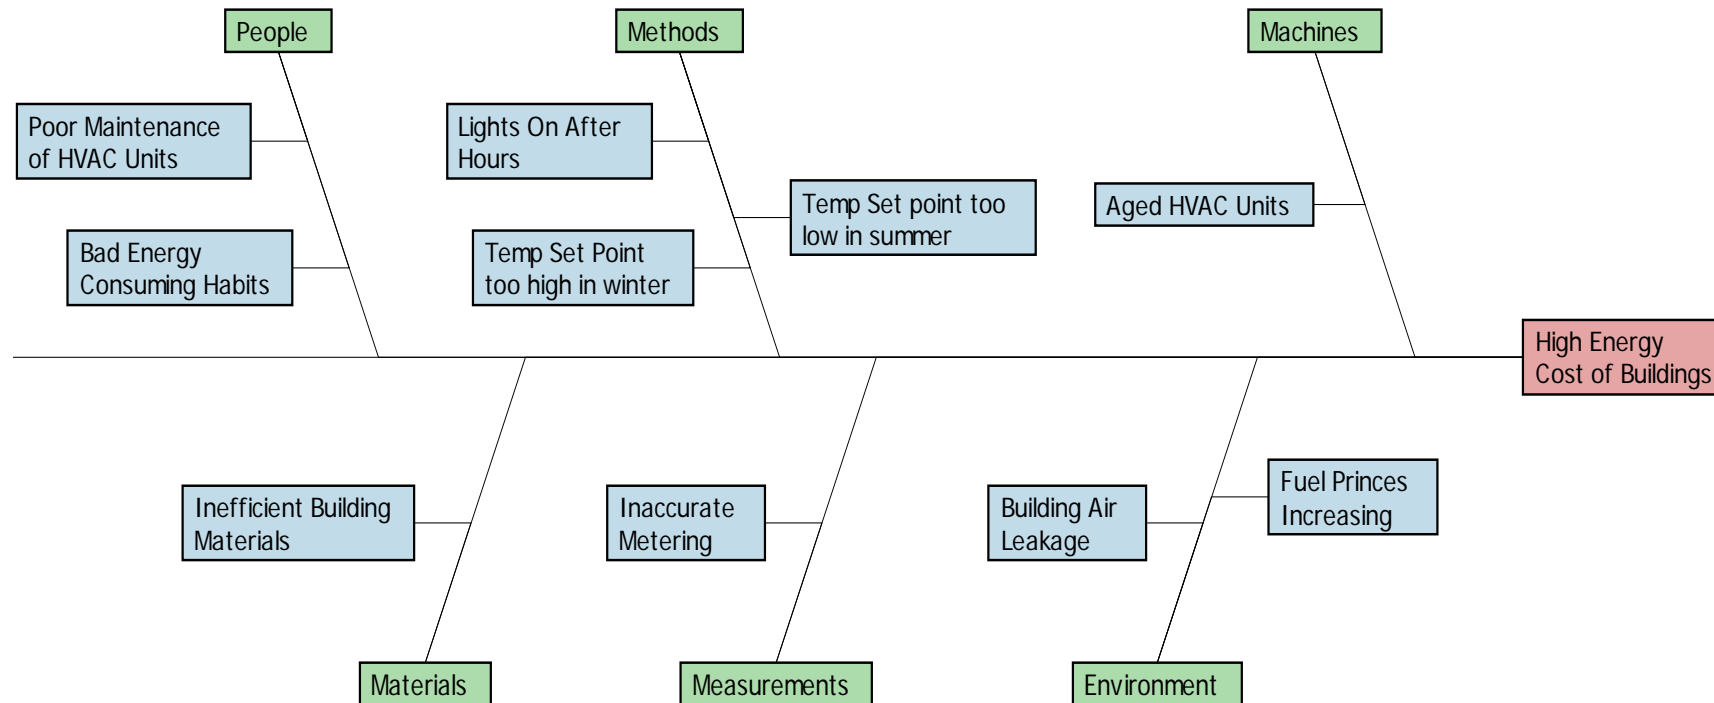 People
Methods
Machines
Poor Maintenance
of HVAC Units
Lights On After
Hours
Temp Set point too
low in summer
Aged HVAC Units
Bad Energy
Consuming Habits
Temp Set Point
too high in winter
High Energy
Cost of Buildings
Inefficient Building
Materials
Inaccurate
Metering
Building Air
Leakage
Fuel Princes
Increasing
Materials
Measurements
Environment